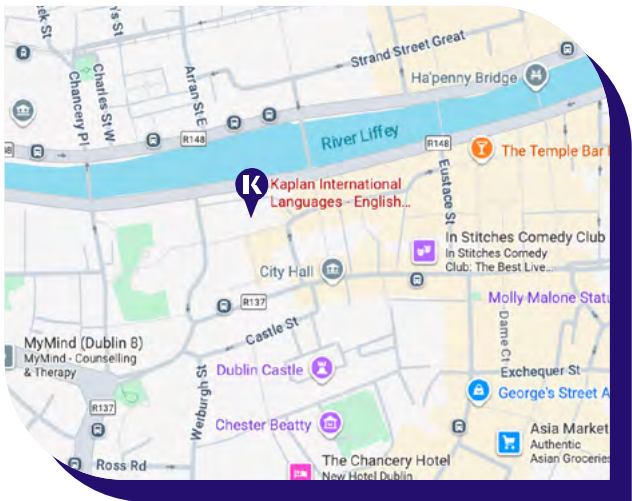 ek St
Charles St W
Chancery Pl
's St
Arran St E
Strand Street Great
Ha'penny Bridge
R148
River Liffey
R148
The Temple Bar
Eustace St
K
Kaplan International
Languages - English...
In Stitches Comedy Club
In Stitches Comedy
Club: The Best Live...
City Hall
R137
Molly Malone Statu
Castle St
Dame Ct
MyMind (Dublin 8)
MyMind - Counselling
& Therapy
Dublin Castle
Exchequer St
George's Street A
Werburgh St
R137
Chester Beatty
Asia Market
Authentic
Asian Groceries
Ross Rd
The Chancery Hotel
New Hotel Dublin